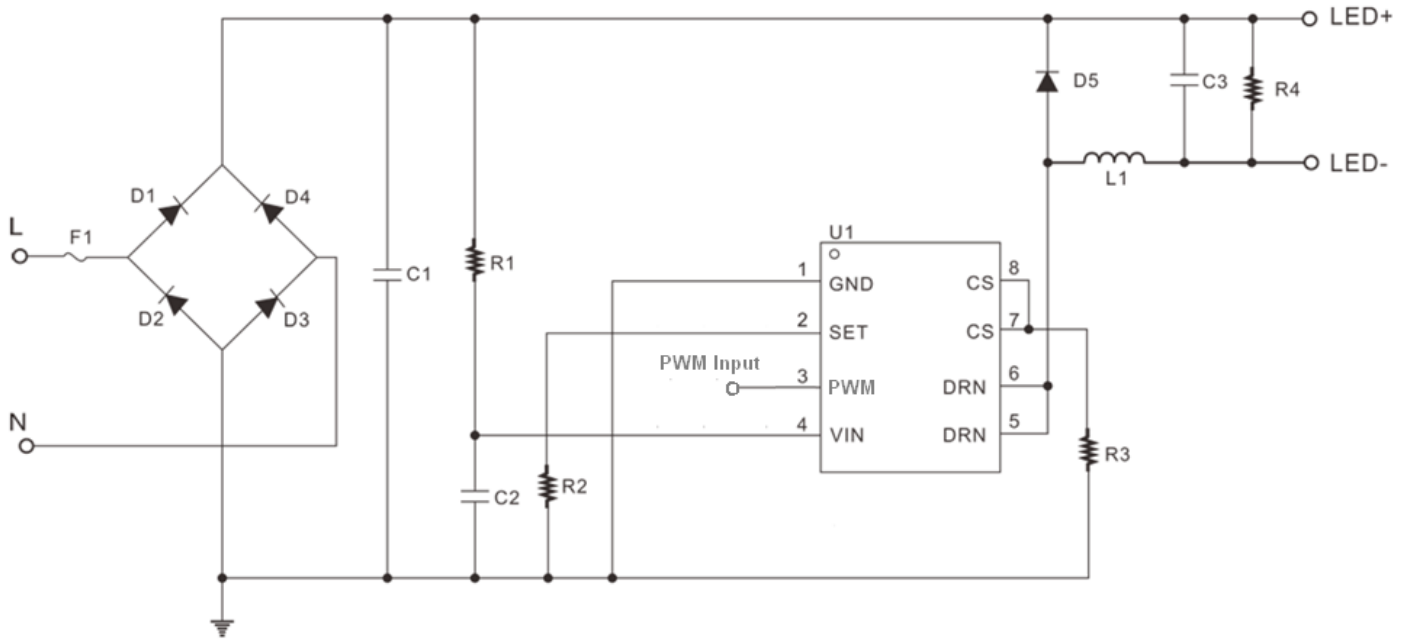 LED+
D5
C3
R4
LED-
L1
D1
D4
L
F1
D2
D3
N
C1
R1
U1
1
GND
2
SET
PWM Input
3
PWM
4
VIN
CS
8
CS
7
DRN
6
DRN
5
R3
C2
R2